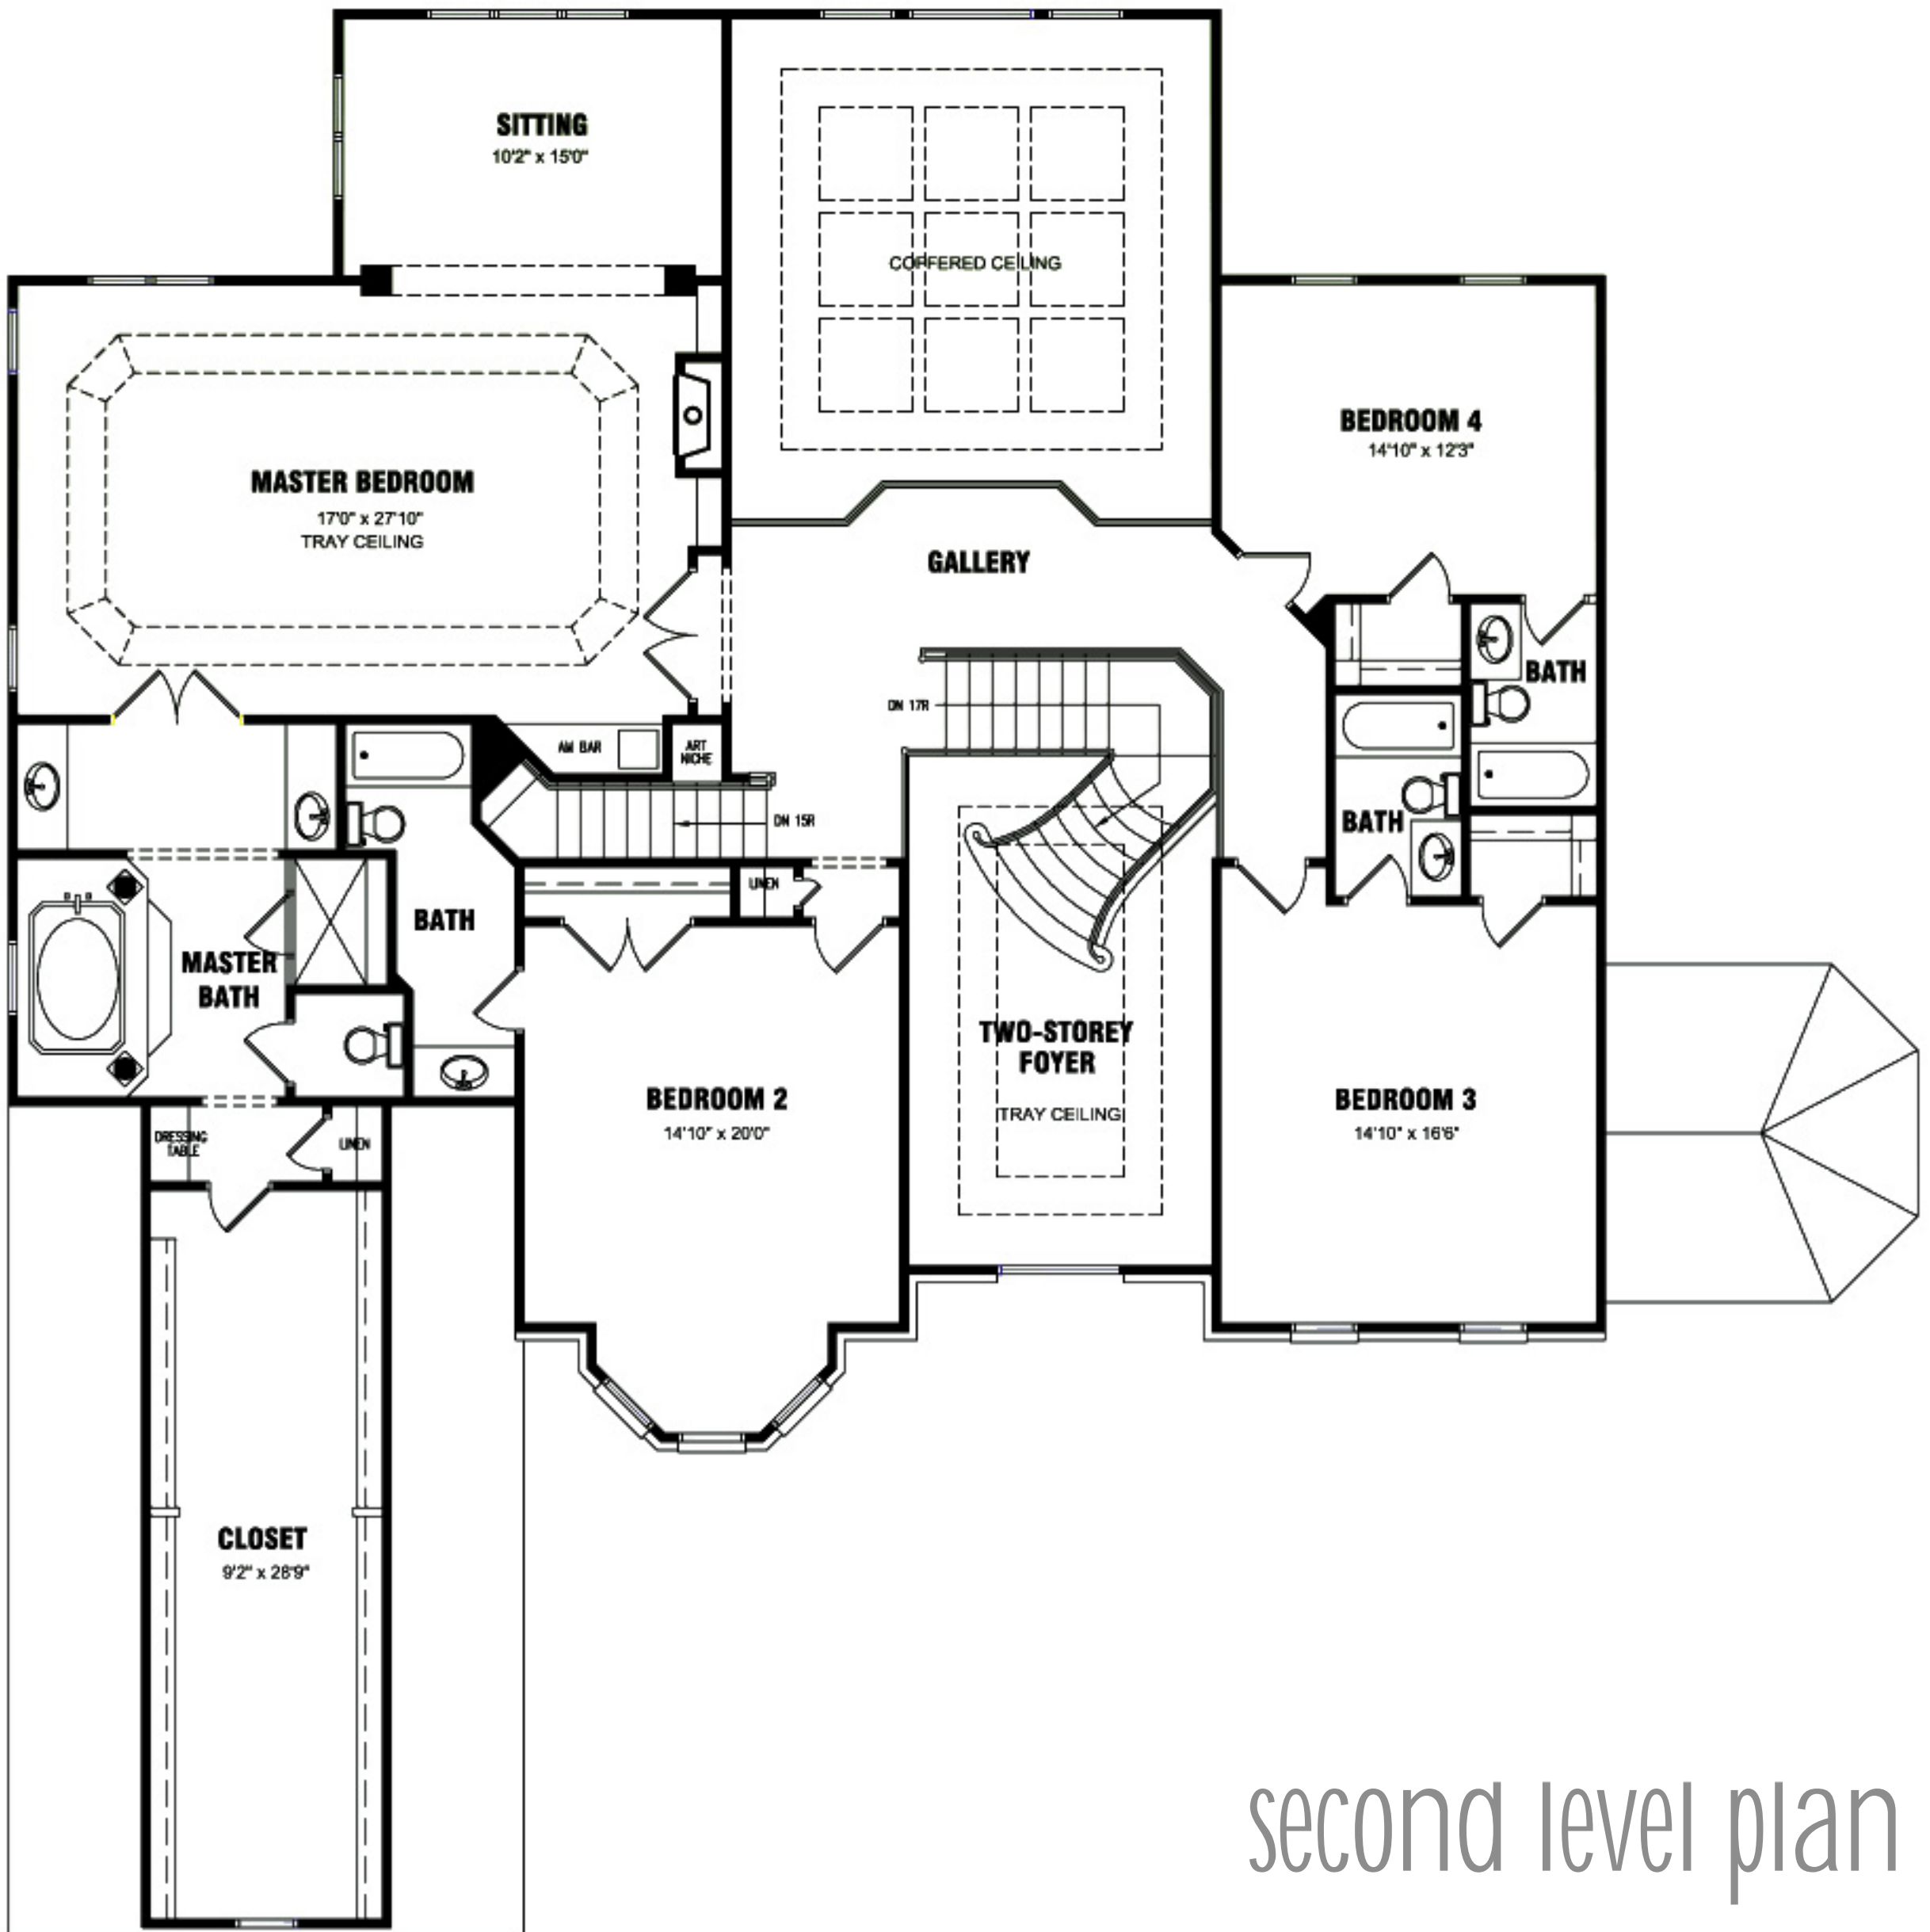 SITTING
10'2" x 15'0"
COFFERED CEILING
BEDROOM 4
14'10" x 12'3"
MASTER BEDROOM
17'0" x 27'10"
TRAY CEILING
GALLERY
BATH
DN 17R
AM BAR
ART
NICHE
DN 15R
BATH
LINEN
BATH
MASTER
BATH
TWO-STOREY
FOYER
TRAY CEILING
BEDROOM 2
14'10" x 20'0"
BEDROOM 3
14'10" x 16'6"
DRESSING
TABLE
LINEN
CLOSET
9'2" x 28'9"
second level plan